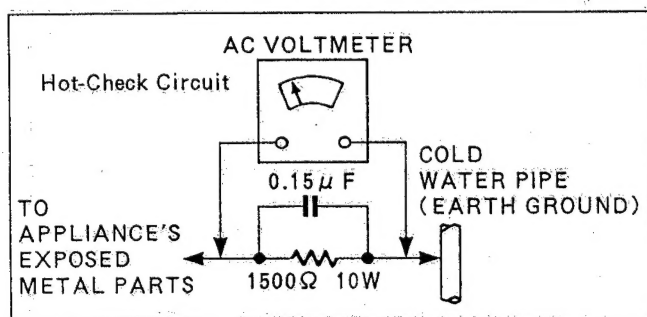 AC VOLTMETER
Hot-Check Circuit
COLD
WATER PIPE
(EARTH GROUND)
0.15μF
TO
APPLIANCE'S
EXPOSED
METAL PARTS
1500Ω 10W